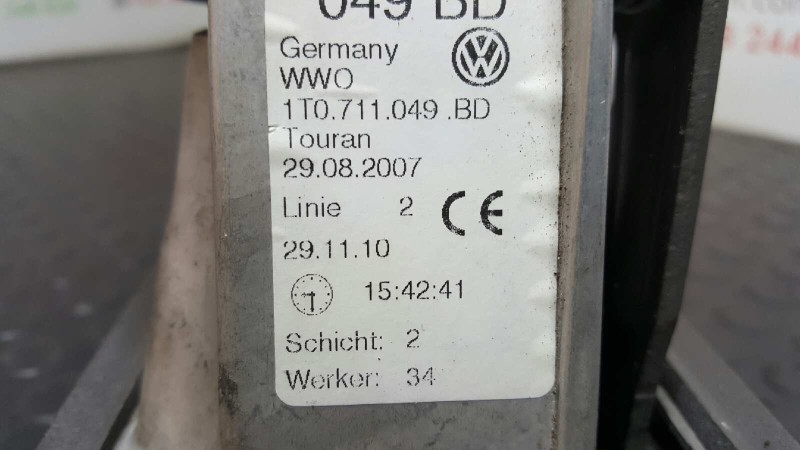 049 BD
Germany
WWO
1T0.711.049 .BD
Touran
29.08.2007
Linie 2 CE
29.11.10
15:42:41
Schicht: 2
Werker: 34